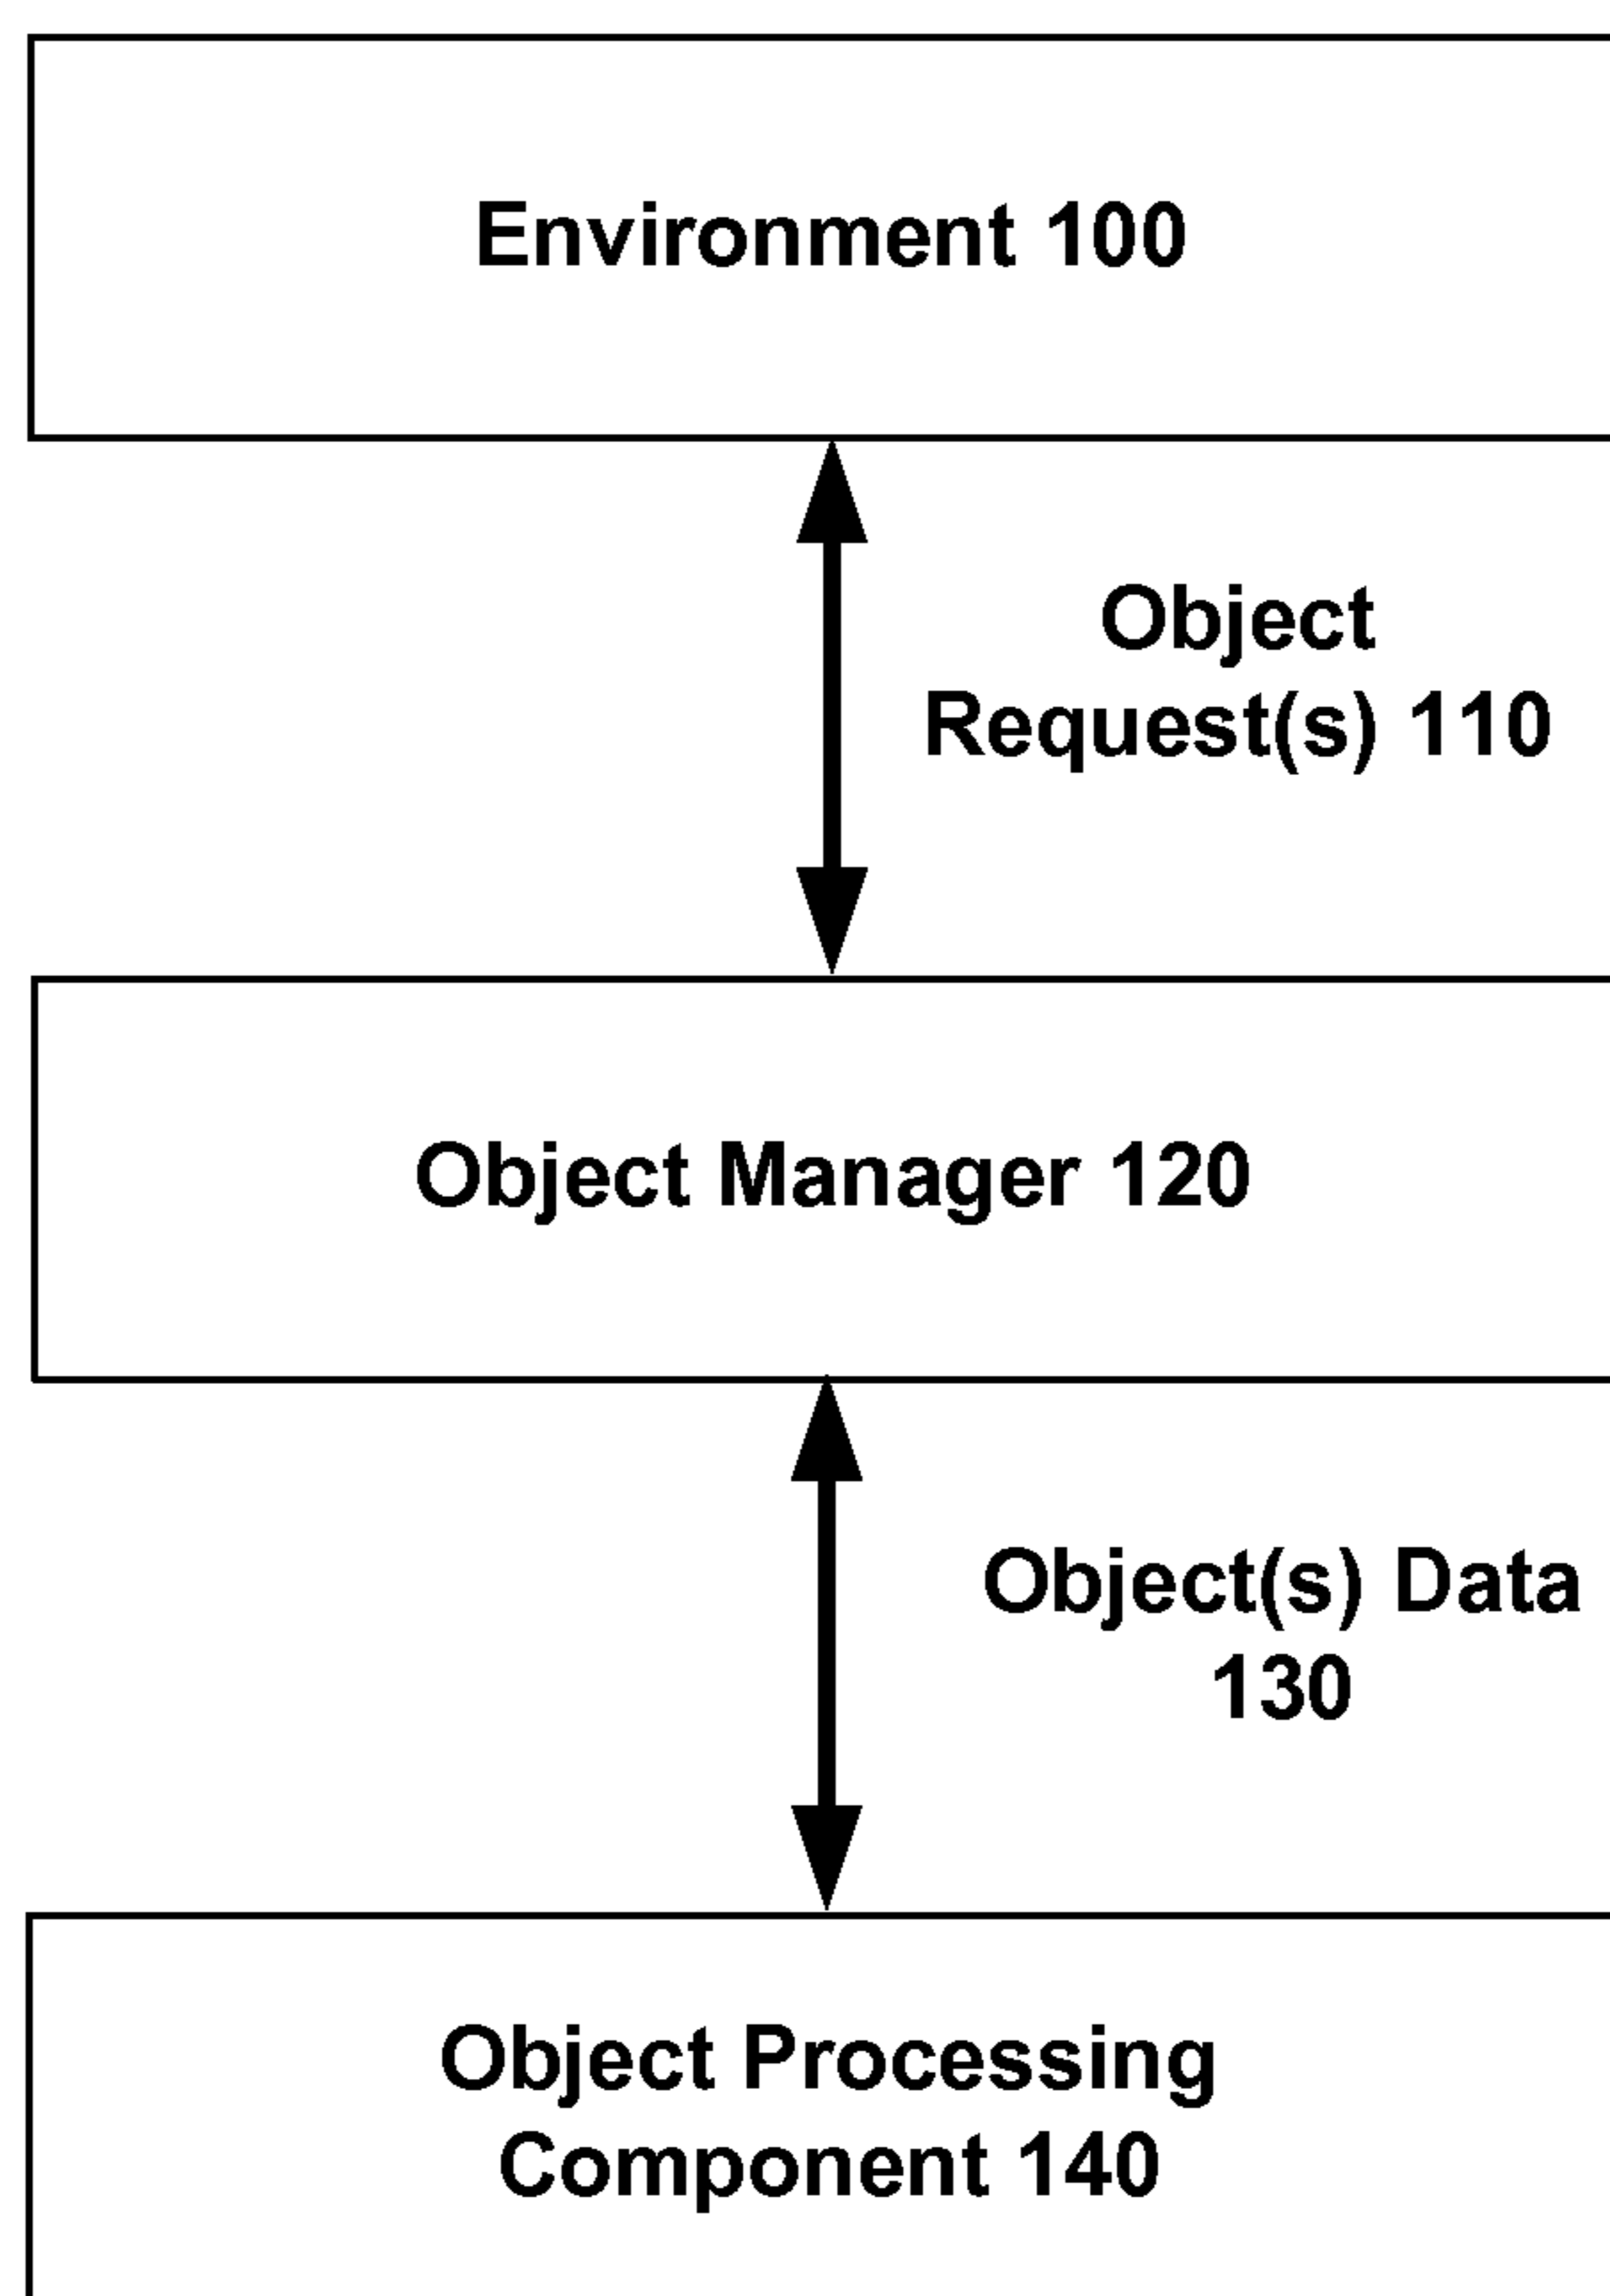 Environment 100
Object
Request(s) 110
Object Manager 120
Object(s) Data
130
Object Processing
Component 140